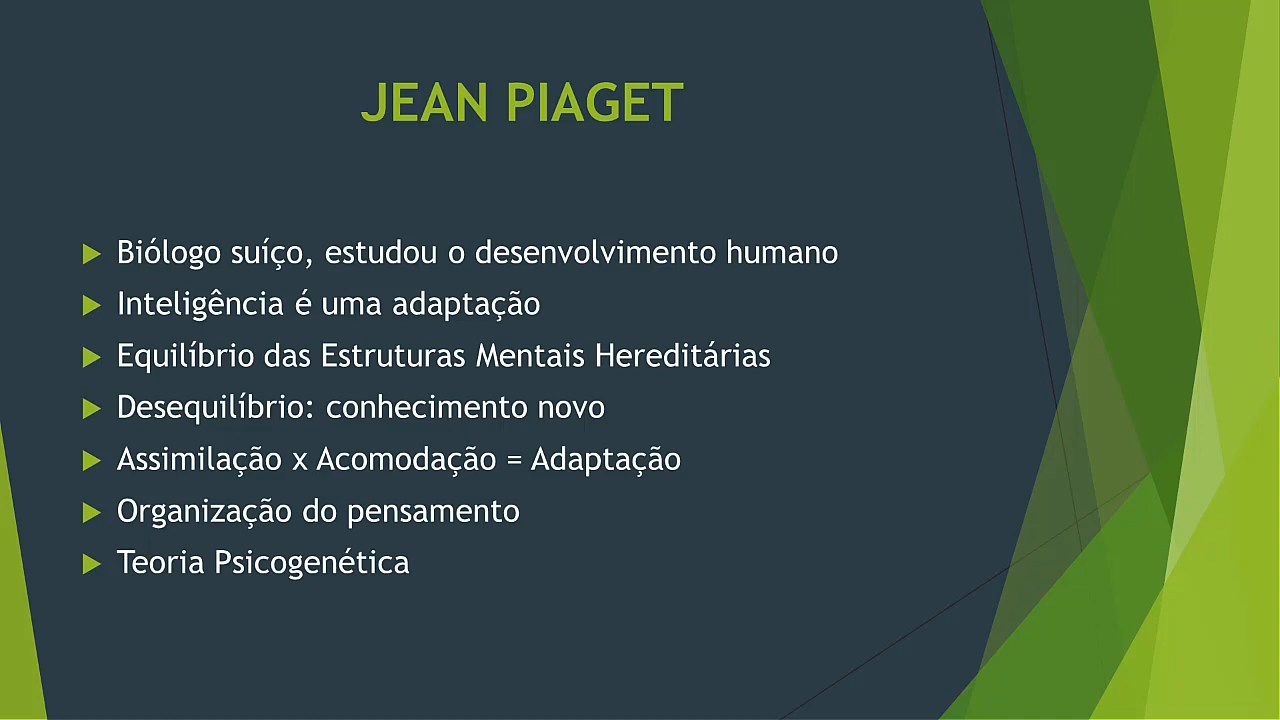 JEAN PIAGET
Biólogo suíço, estudou o desenvolvimento humano
Inteligência é uma adaptação
Equilíbrio das Estruturas Mentais Hereditárias
Desequilíbrio: conhecimento novo
Assimilação x Acomodação = Adaptação
Organização do pensamento
Teoria Psicogenética